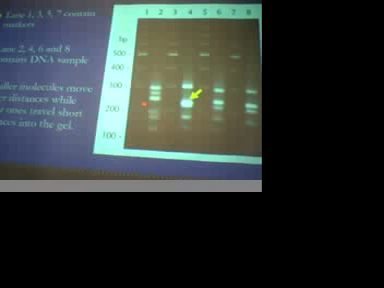 Lane 1, 3, 5, 7 contain
markers
2, 4, 6 and 8
DNA sample
molecules move
distances while
ones travel short
into the gel.
1 2 3 4 5 6 7 8
bp
500
400
300
200
100 -